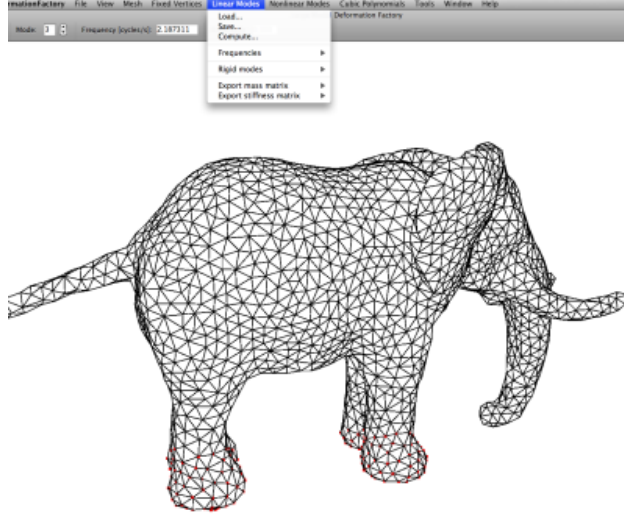 rmationFactory File View Mesh Fixed Vertices Linear Modes Nonlinear Modes Cubic Polynomials Tools Window Help
Deformation Factory
Mode: 3 Frequency [cycles/s]: 2.187311
Load...
Save...
Compute...
Frequencies
Rigid modes
Export mass matrix
Export stiffness matrix